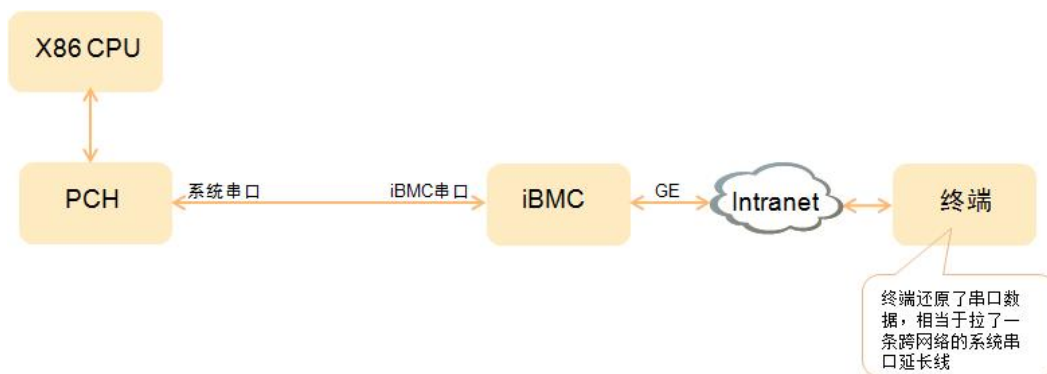 X86 CPU
PCH
系统串口
iBMC串口
iBMC
GE
Intranet
终端
终端还原了串口数
据，相当于拉了一
条跨网络的系统串
口延长线